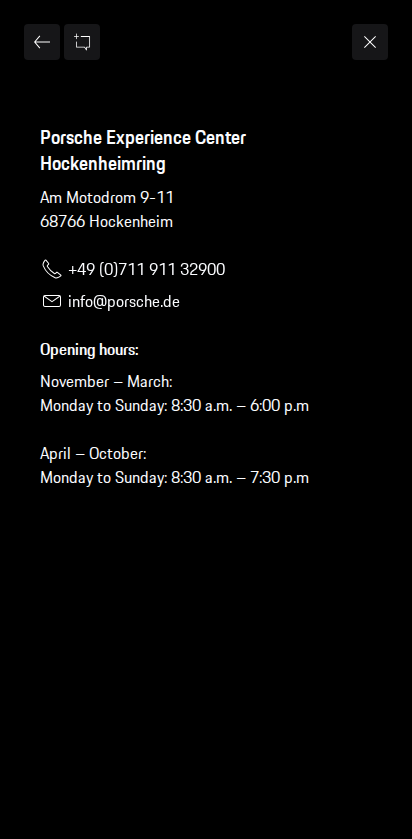 Porsche Experience Center
Hockenheimring
Am Motodrom 9-11
68766 Hockenheim
+49 (0)711 911 32900
info@porsche.de
Opening hours:
November – March:
Monday to Sunday: 8:30 a.m. – 6:00 p.m
April – October:
Monday to Sunday: 8:30 a.m. – 7:30 p.m